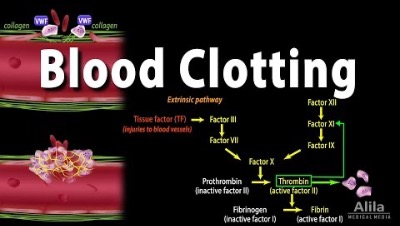 collagen VWF VWF collagen
Blood Clotting
Extrinsic pathway
Factor XII
Tissue factor (TF)
(injuries to blood vessels)
Factor III
Factor XI
Factor VII
Factor IX
Factor X
Prothrombin
(inactive factor II)
Thrombin
(active factor II)
Fibrinogen
(inactive factor I)
Fibrin
(active factor I)
Alila
MEDICAL MEDIA